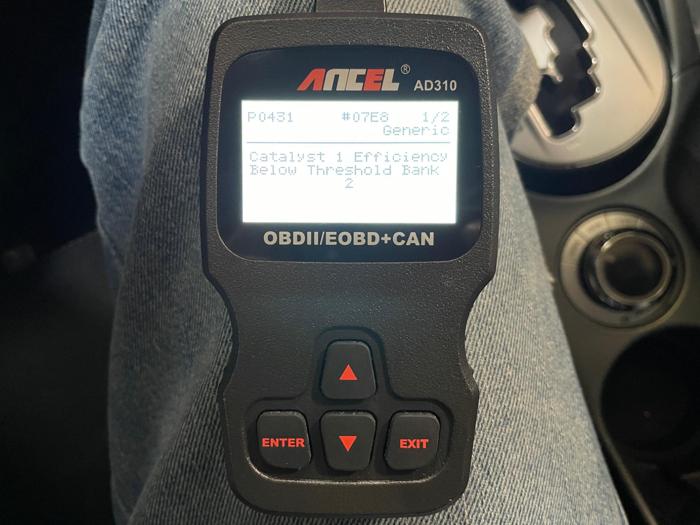 ANCEL®
AD310
P0431 #07E8 1/2
Generic
Catalyst 1 Efficiency
Below Threshold Bank
2
OBDII/EOBD+CAN
ENTER
EXIT